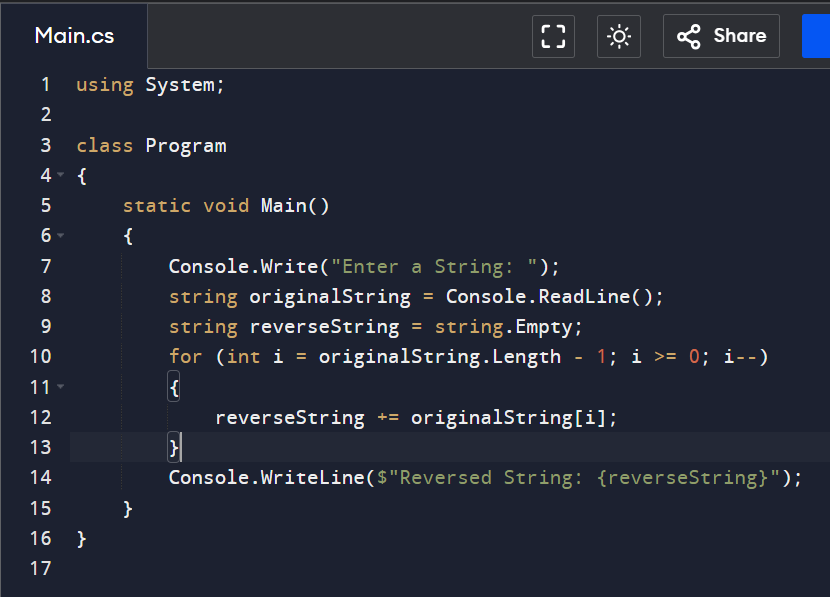 Main.cs
Share
1 using System;
2
3 class Program
4 {
5     static void Main()
6     {
7         Console.Write("Enter a String: ");
8         string originalString = Console.ReadLine();
9         string reverseString = string.Empty;
10         for (int i = originalString.Length - 1; i >= 0; i--)
11         {
12             reverseString += originalString[i];
13         }
14         Console.WriteLine($"Reversed String: {reverseString}");
15     }
16 }
17